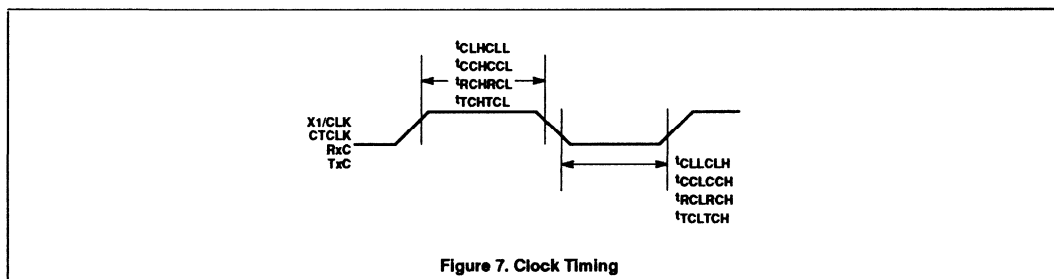 tCLHCLL
tCCHCCL
tRCHRCL
tTCHTCL
X1/CLK
CTCLK
RxC
TxC
tCLLCLH
tCCLCCH
tRCLRCH
tTCLTCH
Figure 7. Clock Timing